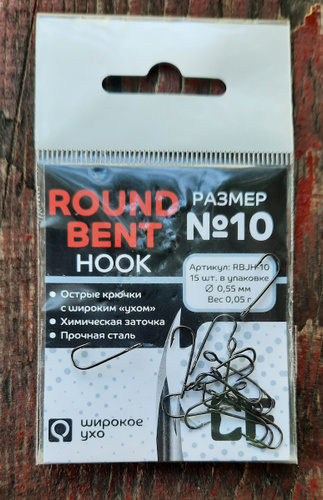 ROUND
BENT
HOOK
РАЗМЕР
№10
Артикул: RBJH-10
15 шт. в упаковке
Ø 0,55 мм
Вес 0,05 г
• Острые крючки
с широким «ухом»
• Химическая заточка
• Прочная сталь
широкое
ухо